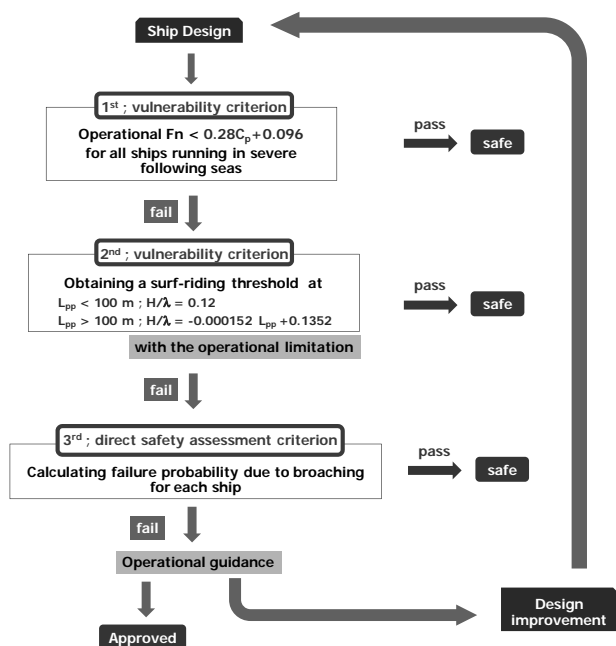 Ship Design
1st ; vulnerability criterion
Operational Fn < 0.28Cp+0.096
for all ships running in severe
following seas
pass
safe
fail
2nd ; vulnerability criterion
Obtaining a surf-riding threshold at
Lpp < 100 m ; H/λ = 0.12
Lpp > 100 m ; H/λ = -0.000152 Lpp +0.1352
with the operational limitation
pass
safe
fail
3rd ; direct safety assessment criterion
Calculating failure probability due to broaching
for each ship
pass
safe
fail
Operational guidance
Approved
Design
improvement